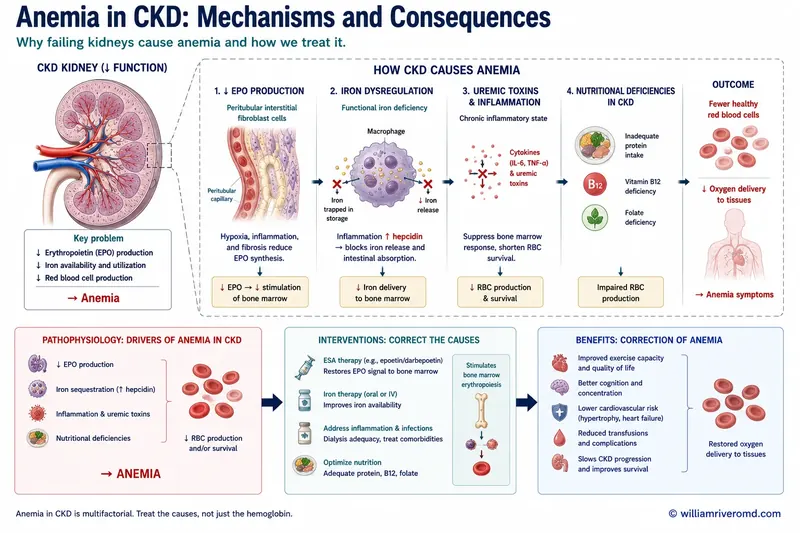 Anemia in CKD: Mechanisms and Consequences
Why failing kidneys cause anemia and how we treat it.
CKD KIDNEY (↓ FUNCTION)
Key problem
↓ Erythropoietin (EPO) production
↓ Iron availability and utilization
↓ Red blood cell production
→ Anemia
HOW CKD CAUSES ANEMIA
1. ↓ EPO PRODUCTION
Peritubular interstitial
fibroblast cells
Peritubular
capillary
Hypoxia, inflammation,
and fibrosis reduce
EPO synthesis.
↓ EPO → ↓ stimulation
of bone marrow
2. IRON DYSREGULATION
Functional iron deficiency
Macrophage
↓ Iron
trapped in
storage
↓ Iron
release
Inflammation ↑ hepcidin
→ blocks iron release and
intestinal absorption.
↓ Iron delivery
to bone marrow
3. UREMIC TOXINS
& INFLAMMATION
Chronic inflammatory state
Cytokines
(IL-6, TNF-α)
& uremic
toxins
Suppress bone marrow
response, shorten RBC
survival.
↓ RBC production
& survival
4. NUTRITIONAL DEFICIENCIES
IN CKD
Inadequate
protein
intake
B12
Vitamin B12
deficiency
Folate
deficiency
Impaired RBC
production
OUTCOME
Fewer healthy
red blood cells
↓ Oxygen delivery
to tissues
→ Anemia symptoms
PATHOPHYSIOLOGY: DRIVERS OF ANEMIA IN CKD
↓ EPO production
Iron sequestration (↑ hepcidin)
Inflammation & uremic toxins
Nutritional deficiencies
↓ RBC production
and/or survival
→ ANEMIA
INTERVENTIONS: CORRECT THE CAUSES
ESA therapy (e.g., epoetin/darbepoetin)
Restores EPO signal to bone marrow
Iron therapy (oral or IV)
Improves iron availability
Address inflammation & infections
Dialysis adequacy, treat comorbidities
Optimize nutrition
Adequate protein, B12, folate
Stimulates
bone marrow
erythropoiesis
BENEFITS: CORRECTION OF ANEMIA
Improved exercise capacity
and quality of life
Better cognition and
concentration
Lower cardiovascular risk
(hypertrophy, heart failure)
Reduced transfusions
and complications
Slows CKD progression
and improves survival
Restored oxygen
delivery to tissues
Anemia in CKD is multifactorial. Treat the causes, not just the hemoglobin.
© williamriveromd.com